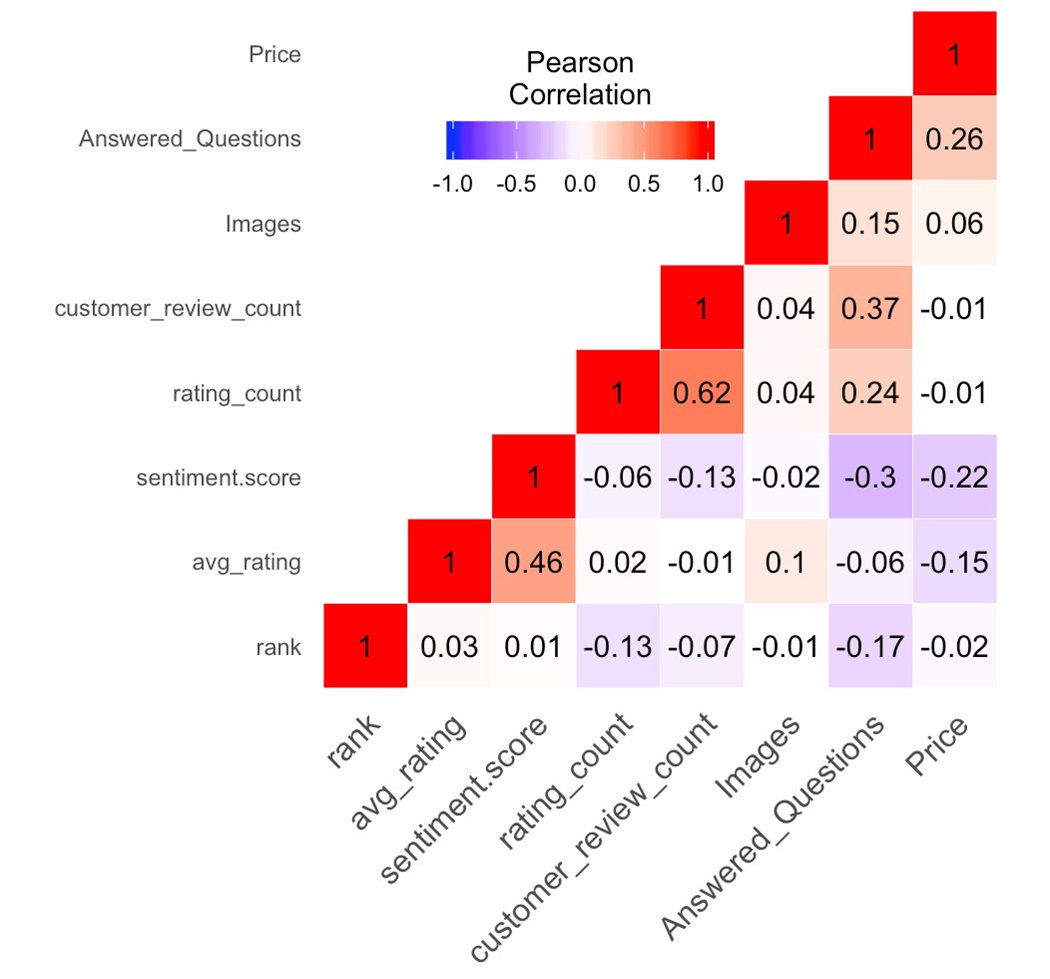 Pearson
Correlation
-1.0 -0.5 0.0 0.5 1.0
Price 1
Answered_Questions 1 0.26
Images 1 0.15 0.06
customer_review_count 1 0.04 0.37 -0.01
rating_count 1 0.62 0.04 0.24 -0.01
sentiment.score 1 -0.06 -0.13 -0.02 -0.3 -0.22
avg_rating 1 0.46 0.02 -0.01 0.1 -0.06 -0.15
rank 1 0.03 0.01 -0.13 -0.07 -0.01 -0.17 -0.02
rank
avg_rating
sentiment.score
rating_count
customer_review_count
Images
Answered_Questions
Price